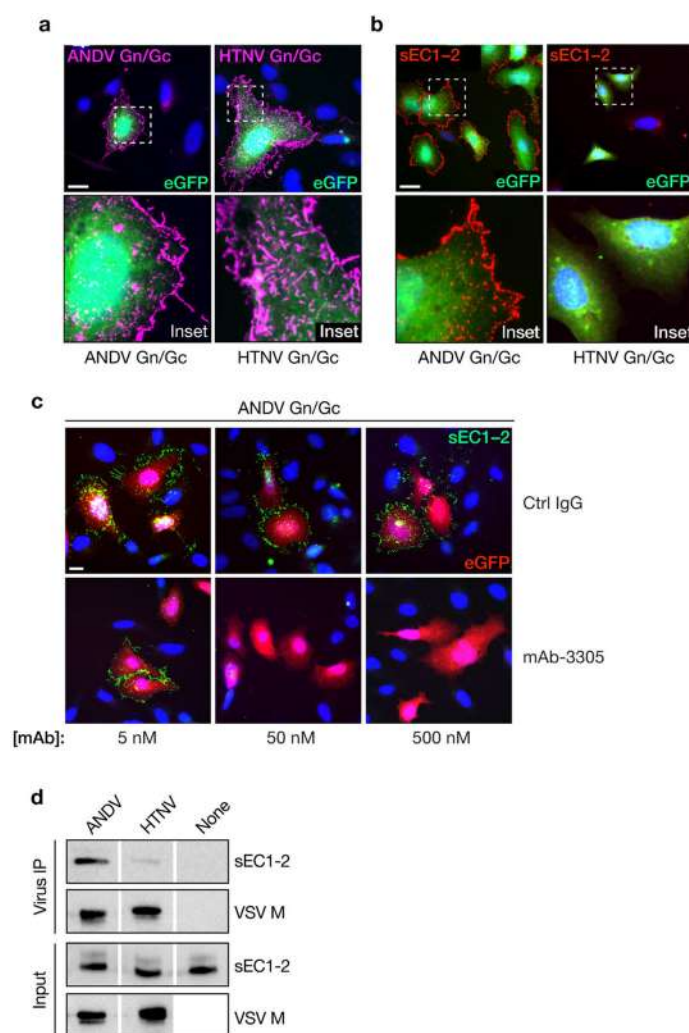 a
ANDV Gn/Gc
HTNV Gn/Gc
eGFP
eGFP
Inset
Inset
ANDV Gn/Gc
HTNV Gn/Gc
b
sEC1–2
sEC1–2
eGFP
eGFP
Inset
Inset
ANDV Gn/Gc
HTNV Gn/Gc
c
ANDV Gn/Gc
sEC1–2
Ctrl IgG
eGFP
mAb-3305
[mAb]: 5 nM 50 nM 500 nM
d
ANDV HTNV None
Virus IP
sEC1-2
VSV M
Input
sEC1-2
VSV M